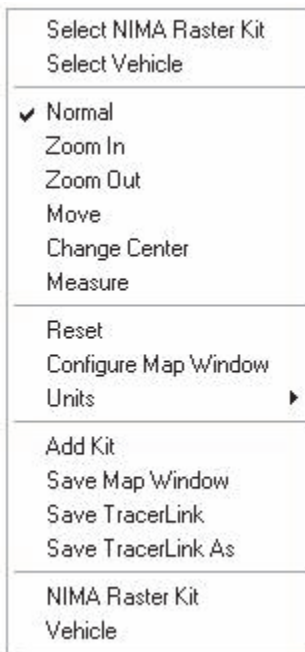 Select NIMA Raster Kit
Select Vehicle
Normal
Zoom In
Zoom Out
Move
Change Center
Measure
Reset
Configure Map Window
Units
Add Kit
Save Map Window
Save TracerLink
Save TracerLink As
NIMA Raster Kit
Vehicle